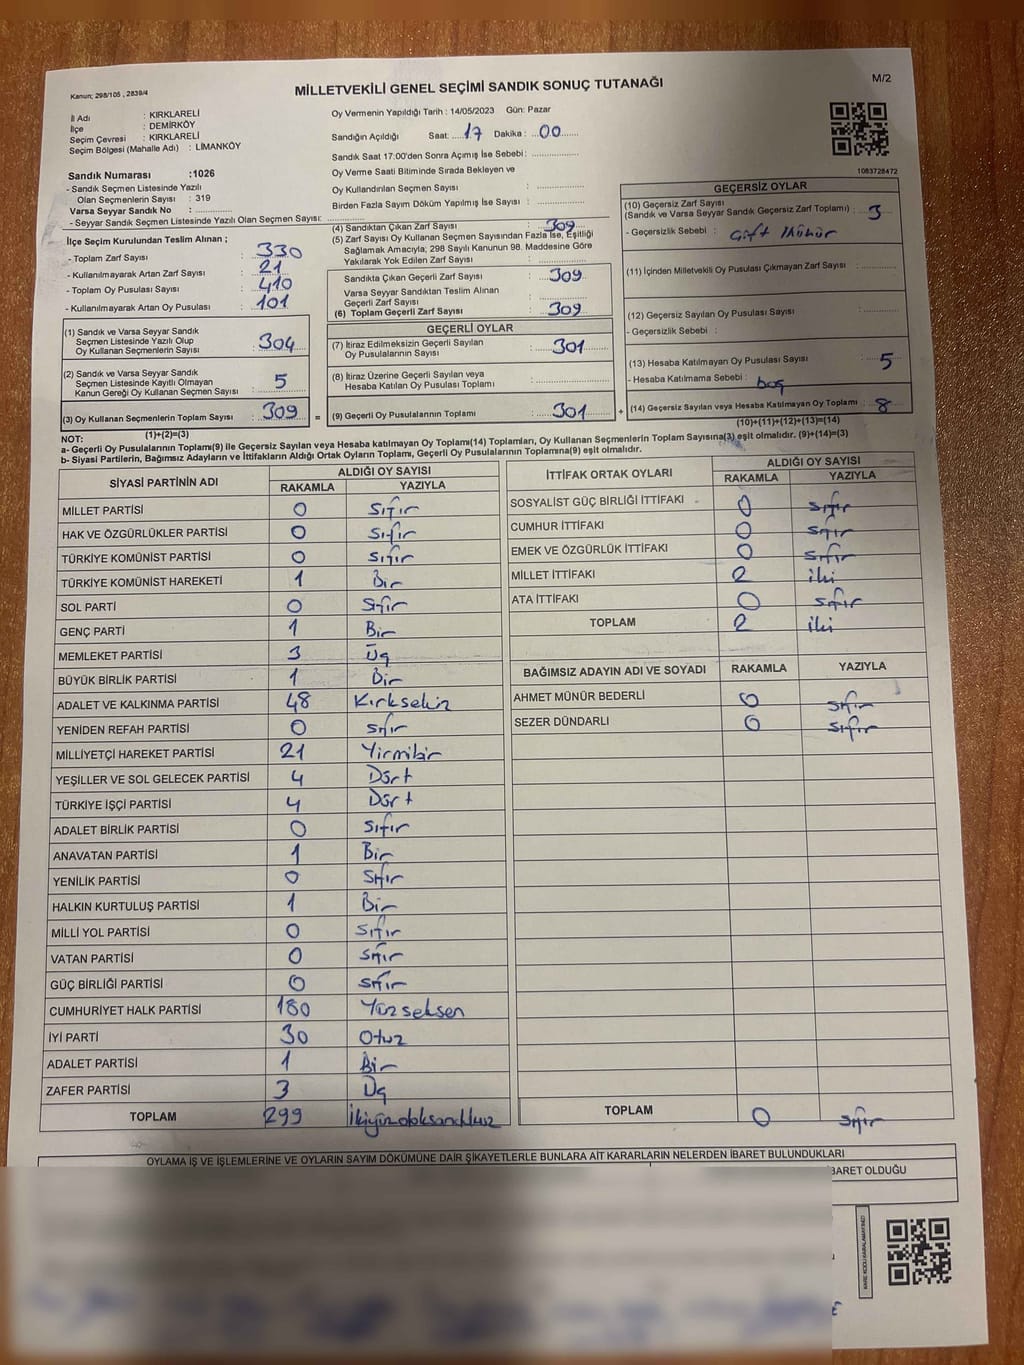 Kanun; 298/105 , 2839/4
MİLLETVEKİLİ GENEL SEÇİMİ SANDIK SONUÇ TUTANAĞI
M/2
İl Adı : KIRKLARELİ
İlçe : DEMİRKÖY
Seçim Çevresi : KIRKLARELİ
Seçim Bölgesi (Mahalle Adı) : LİMANKÖY
Sandık Numarası :1026
- Sandık Seçmen Listesinde Yazılı
Olan Seçmenlerin Sayısı : 319
Varsa Seyyar Sandık No : ............
- Seyyar Sandık Seçmen Listesinde Yazılı Olan Seçmen Sayısı: ............
Oy Vermenin Yapıldığı Tarih : 14/05/2023 Gün: Pazar
Sandığın Açıldığı Saat: 17 Dakika : 00
Sandık Saat 17:00'den Sonra Açımış İse Sebebi: ............
Oy Verme Saati Bitiminde Sırada Bekleyen ve
Oy Kullandırılan Seçmen Sayısı : ............
Birden Fazla Sayım Döküm Yapılmış İse Sayısı : ............
1083728472
İlçe Seçim Kurulundan Teslim Alınan ;
- Toplam Zarf Sayısı : 330
- Kullanılmayarak Artan Zarf Sayısı : 21
- Toplam Oy Pusulası Sayısı : 410
- Kullanılmayarak Artan Oy Pusulası : 101
(1) Sandık ve Varsa Seyyar Sandık
Seçmen Listesinde Yazılı Olup
Oy Kullanan Seçmenlerin Sayısı : 304
(2) Sandık ve Varsa Seyyar Sandık
Seçmen Listesinde Kayıtlı Olmayan
Kanun Gereği Oy Kullanan Seçmen Sayısı : 5
(3) Oy Kullanan Seçmenlerin Toplam Sayısı : 309 =
(1)+(2)=(3)
(4) Sandıktan Çıkan Zarf Sayısı : 309
(5) Zarf Sayısı Oy Kullanan Seçmen Sayısından Fazla İse, Eşitliği
Sağlamak Amacıyla; 298 Sayılı Kanunun 98. Maddesine Göre
Yakılarak Yok Edilen Zarf Sayısı : ............
Sandıkta Çıkan Geçerli Zarf Sayısı : 309
Varsa Seyyar Sandıktan Teslim Alınan
Geçerli Zarf Sayısı : ............
(6) Toplam Geçerli Zarf Sayısı : 309
GEÇERLİ OYLAR
(7) İtiraz Edilmeksizin Geçerli Sayılan
Oy Pusulalarının Sayısı : 301
(8) İtiraz Üzerine Geçerli Sayılan veya
Hesaba Katılan Oy Pusulası Toplamı : ............
(9) Geçerli Oy Pusulalarının Toplamı : 301 +
GEÇERSİZ OYLAR
(10) Geçersiz Zarf Sayısı
(Sandık ve Varsa Seyyar Sandık Geçersiz Zarf Toplamı) : 3
- Geçersizlik Sebebi : Çift Mühür
(11) İçinden Milletvekili Oy Pusulası Çıkmayan Zarf Sayısı : ............
(12) Geçersiz Sayılan Oy Pusulası Sayısı : ............
- Geçersizlik Sebebi :
(13) Hesaba Katılmayan Oy Pusulası Sayısı : 5
- Hesaba Katılmama Sebebi : boş
(14) Geçersiz Sayılan veya Hesaba Katılmayan Oy Toplamı : 8
(10)+(11)+(12)+(13)=(14)
NOT:
a- Geçerli Oy Pusulalarının Toplamı(9) ile Geçersiz Sayılan veya Hesaba katılmayan Oy Toplamı(14) Toplamları, Oy Kullanan Seçmenlerin Toplam Sayısına(3) eşit olmalıdır. (9)+(14)=(3)
b- Siyasi Partilerin, Bağımsız Adayların ve İttifakların Aldığı Ortak Oyların Toplamı, Geçerli Oy Pusulalarının Toplamına(9) eşit olmalıdır.
SİYASİ PARTİNİN ADI ALDIĞI OY SAYISI
RAKAMLA YAZIYLA
MİLLET PARTİSİ 0 Sıfır
HAK VE ÖZGÜRLÜKLER PARTİSİ 0 Sıfır
TÜRKİYE KOMÜNİST PARTİSİ 0 Sıfır
TÜRKİYE KOMÜNİST HAREKETİ 1 Bir
SOL PARTİ 0 Sıfır
GENÇ PARTİ 1 Bir
MEMLEKET PARTİSİ 3 Üç
BÜYÜK BİRLİK PARTİSİ 1 Bir
ADALET VE KALKINMA PARTİSİ 48 Kırksekiz
YENİDEN REFAH PARTİSİ 0 Sıfır
MİLLİYETÇİ HAREKET PARTİSİ 21 Yirmibir
YEŞİLLER VE SOL GELECEK PARTİSİ 4 Dört
TÜRKİYE İŞÇİ PARTİSİ 4 Dört
ADALET BİRLİK PARTİSİ 0 Sıfır
ANAVATAN PARTİSİ 1 Bir
YENİLİK PARTİSİ 0 Sıfır
HALKIN KURTULUŞ PARTİSİ 1 Bir
MİLLİ YOL PARTİSİ 0 Sıfır
VATAN PARTİSİ 0 Sıfır
GÜÇ BİRLİĞİ PARTİSİ 0 Sıfır
CUMHURİYET HALK PARTİSİ 180 Yüzseksen
İYİ PARTİ 30 Otuz
ADALET PARTİSİ 1 Bir
ZAFER PARTİSİ 3 Üç
TOPLAM 299 İkiyüzdoksandokuz
İTTİFAK ORTAK OYLARI ALDIĞI OY SAYISI
RAKAMLA YAZIYLA
SOSYALİST GÜÇ BİRLİĞİ İTTİFAKI 0 Sıfır
CUMHUR İTTİFAKI 0 Sıfır
EMEK VE ÖZGÜRLÜK İTTİFAKI 0 Sıfır
MİLLET İTTİFAKI 2 iki
ATA İTTİFAKI 0 Sıfır
TOPLAM 2 iki
BAĞIMSIZ ADAYIN ADI VE SOYADI RAKAMLA YAZIYLA
AHMET MÜNÜR BEDERLİ 0 Sıfır
SEZER DÜNDARLI 0 Sıfır
TOPLAM 0 Sıfır
OYLAMA İŞ VE İŞLEMLERİNE VE OYLARIN SAYIM DÖKÜMÜNE DAİR ŞİKAYETLERLE BUNLARA AİT KARARLARIN NELERDEN İBARET BULUNDUKLARI
BARET OLDUĞU
KARE KODU KARALAMAYINIZ!